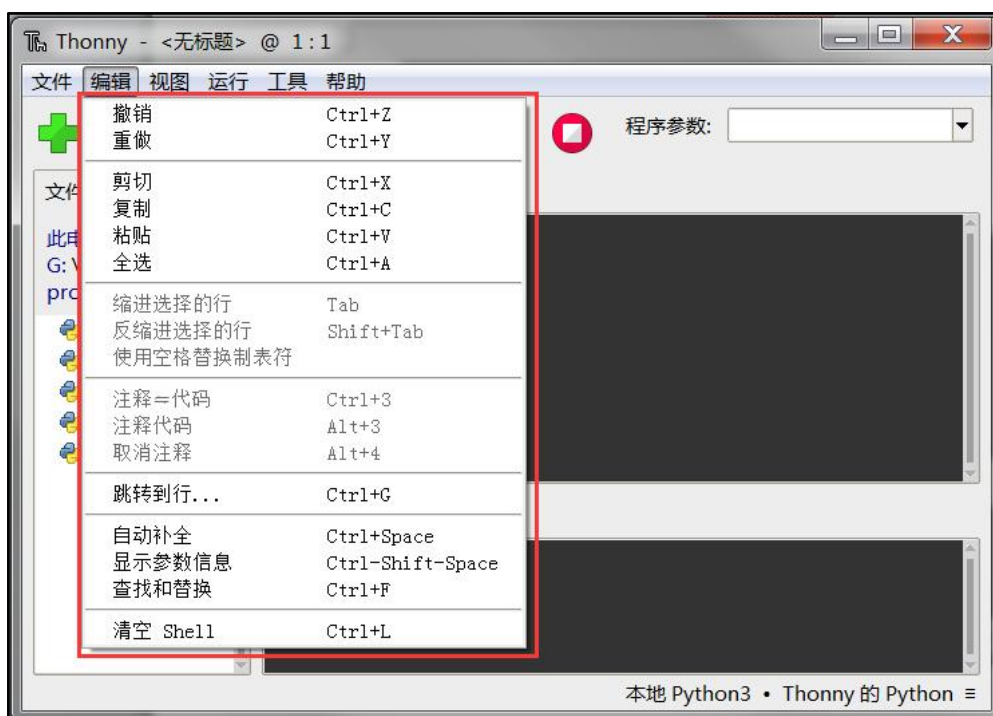 Thonny - <无标题> @ 1:1
文件 编辑 视图 运行 工具 帮助
程序参数:
撤销 Ctrl+Z
重做 Ctrl+Y
剪切 Ctrl+X
复制 Ctrl+C
粘贴 Ctrl+V
全选 Ctrl+A
缩进选择的行 Tab
反缩进选择的行 Shift+Tab
使用空格替换制表符
注释=代码 Ctrl+3
注释代码 Alt+3
取消注释 Alt+4
跳转到行... Ctrl+G
自动补全 Ctrl+Space
显示参数信息 Ctrl-Shift-Space
查找和替换 Ctrl+F
清空 Shell Ctrl+L
文件
此电
G:
pro
本地 Python3 • Thonny 的 Python ≡